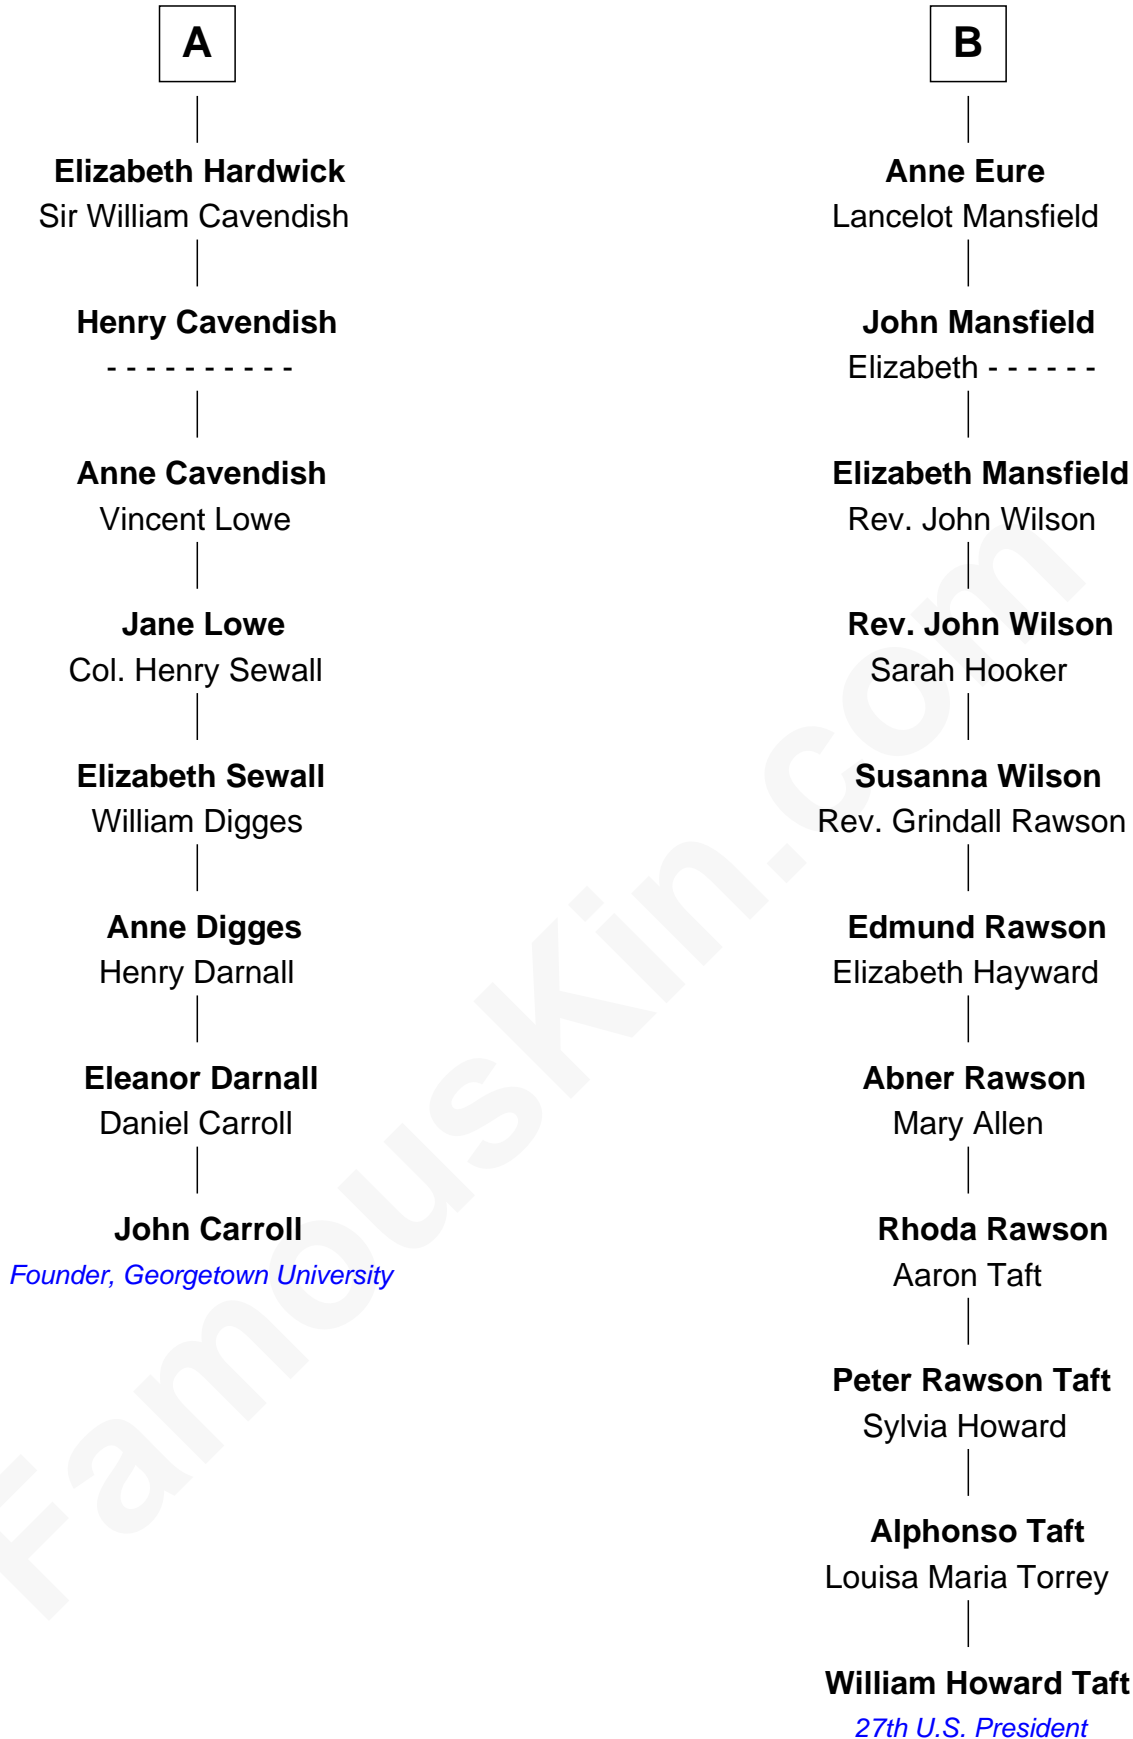 A
Elizabeth Hardwick
Sir William Cavendish
Henry Cavendish
- - - - - - - - - -
Anne Cavendish
Vincent Lowe
Jane Lowe
Col. Henry Sewall
Elizabeth Sewall
William Digges
Anne Digges
Henry Darnall
Eleanor Darnall
Daniel Carroll
John Carroll
Founder, Georgetown University
B
Anne Eure
Lancelot Mansfield
John Mansfield
Elizabeth - - - - - -
Elizabeth Mansfield
Rev. John Wilson
Rev. John Wilson
Sarah Hooker
Susanna Wilson
Rev. Grindall Rawson
Edmund Rawson
Elizabeth Hayward
Abner Rawson
Mary Allen
Rhoda Rawson
Aaron Taft
Peter Rawson Taft
Sylvia Howard
Alphonso Taft
Louisa Maria Torrey
William Howard Taft
27th U.S. President
FamousKin.com